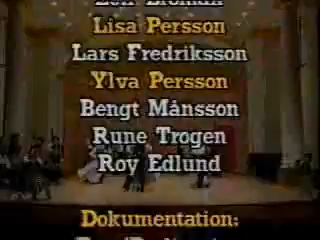 Lisa Persson
Lars Fredriksson
Ylva Persson
Bengt Månsson
Rune Trogen
Roy Edlund
Dokumentation: